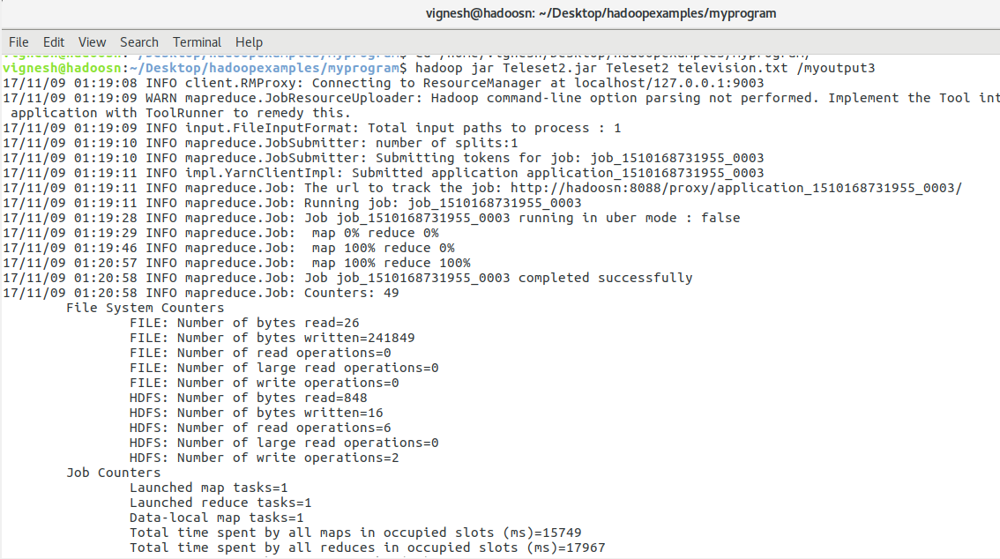 vignesh@hadoosn: ~/Desktop/hadoopexamples/myprogram
File Edit View Search Terminal Help
vignesh@hadoosn:~/Desktop/hadoopexamples/myprogram$ cd /home/vignesh/Desktop/hadoopexamples/myprogram/
vignesh@hadoosn:~/Desktop/hadoopexamples/myprogram$ hadoop jar Teleset2.jar Teleset2 television.txt /myoutput3
17/11/09 01:19:08 INFO client.RMProxy: Connecting to ResourceManager at localhost/127.0.0.1:9003
17/11/09 01:19:09 WARN mapreduce.JobResourceUploader: Hadoop command-line option parsing not performed. Implement the Tool int
application with ToolRunner to remedy this.
17/11/09 01:19:09 INFO input.FileInputFormat: Total input paths to process : 1
17/11/09 01:19:10 INFO mapreduce.JobSubmitter: number of splits:1
17/11/09 01:19:10 INFO mapreduce.JobSubmitter: Submitting tokens for job: job_1510168731955_0003
17/11/09 01:19:11 INFO impl.YarnClientImpl: Submitted application application_1510168731955_0003
17/11/09 01:19:11 INFO mapreduce.Job: The url to track the job: http://hadoosn:8088/proxy/application_1510168731955_0003/
17/11/09 01:19:11 INFO mapreduce.Job: Running job: job_1510168731955_0003
17/11/09 01:19:28 INFO mapreduce.Job: Job job_1510168731955_0003 running in uber mode : false
17/11/09 01:19:29 INFO mapreduce.Job:  map 0% reduce 0%
17/11/09 01:19:46 INFO mapreduce.Job:  map 100% reduce 0%
17/11/09 01:20:57 INFO mapreduce.Job:  map 100% reduce 100%
17/11/09 01:20:58 INFO mapreduce.Job: Job job_1510168731955_0003 completed successfully
17/11/09 01:20:58 INFO mapreduce.Job: Counters: 49
File System Counters
FILE: Number of bytes read=26
FILE: Number of bytes written=241849
FILE: Number of read operations=0
FILE: Number of large read operations=0
FILE: Number of write operations=0
HDFS: Number of bytes read=848
HDFS: Number of bytes written=16
HDFS: Number of read operations=6
HDFS: Number of large read operations=0
HDFS: Number of write operations=2
Job Counters
Launched map tasks=1
Launched reduce tasks=1
Data-local map tasks=1
Total time spent by all maps in occupied slots (ms)=15749
Total time spent by all reduces in occupied slots (ms)=17967